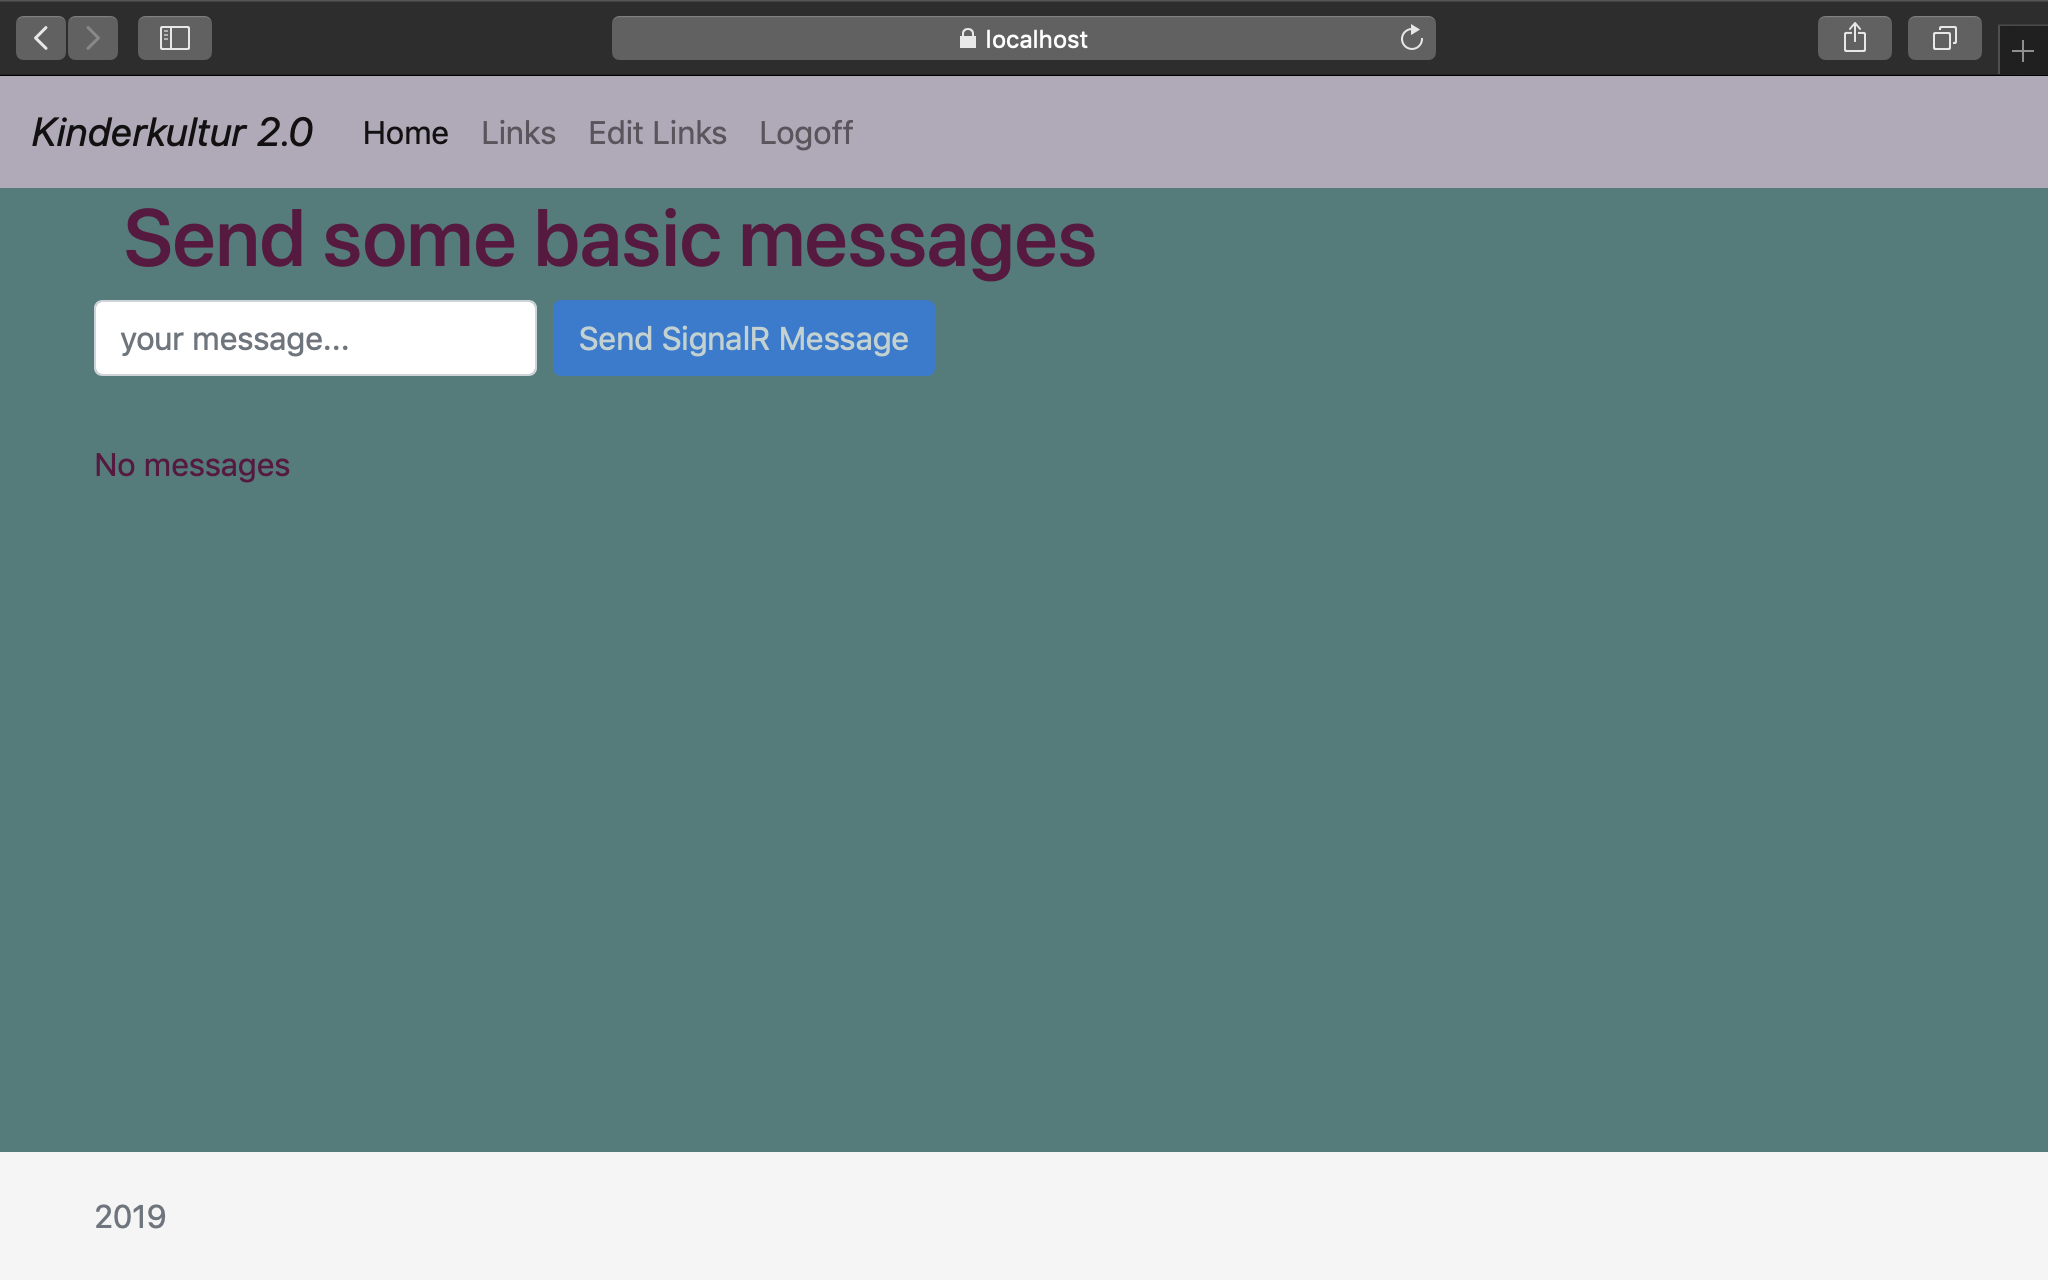 localhost
Kinderkultur 2.0 Home Links Edit Links Logoff
Send some basic messages
your message... Send SignalR Message
No messages
2019